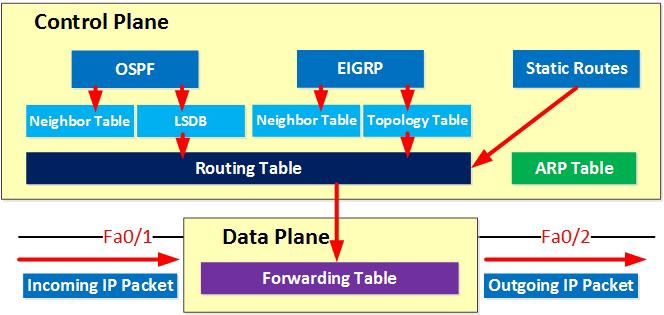 Control Plane
OSPF
EIGRP
Static Routes
Neighbor Table
LSDB
Neighbor Table
Topology Table
Routing Table
ARP Table
Fa0/1
Data Plane
Fa0/2
Incoming IP Packet
Forwarding Table
Outgoing IP Packet